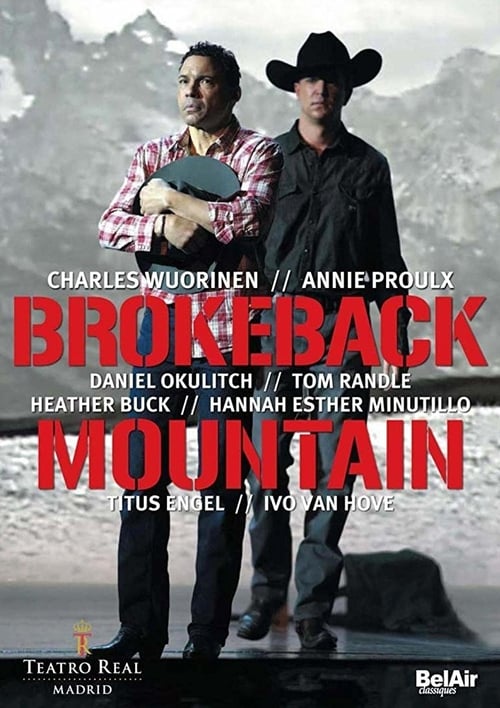 CHARLES WUORINEN // ANNIE PROULX
BROKEBACK
DANIEL OKULITCH // TOM RANDLE
HEATHER BUCK // HANNAH ESTHER MINUTILLO
MOUNTAIN
TITUS ENGEL // IVO VAN HOVE
TEATRO REAL
MADRID
BelAir
classiques